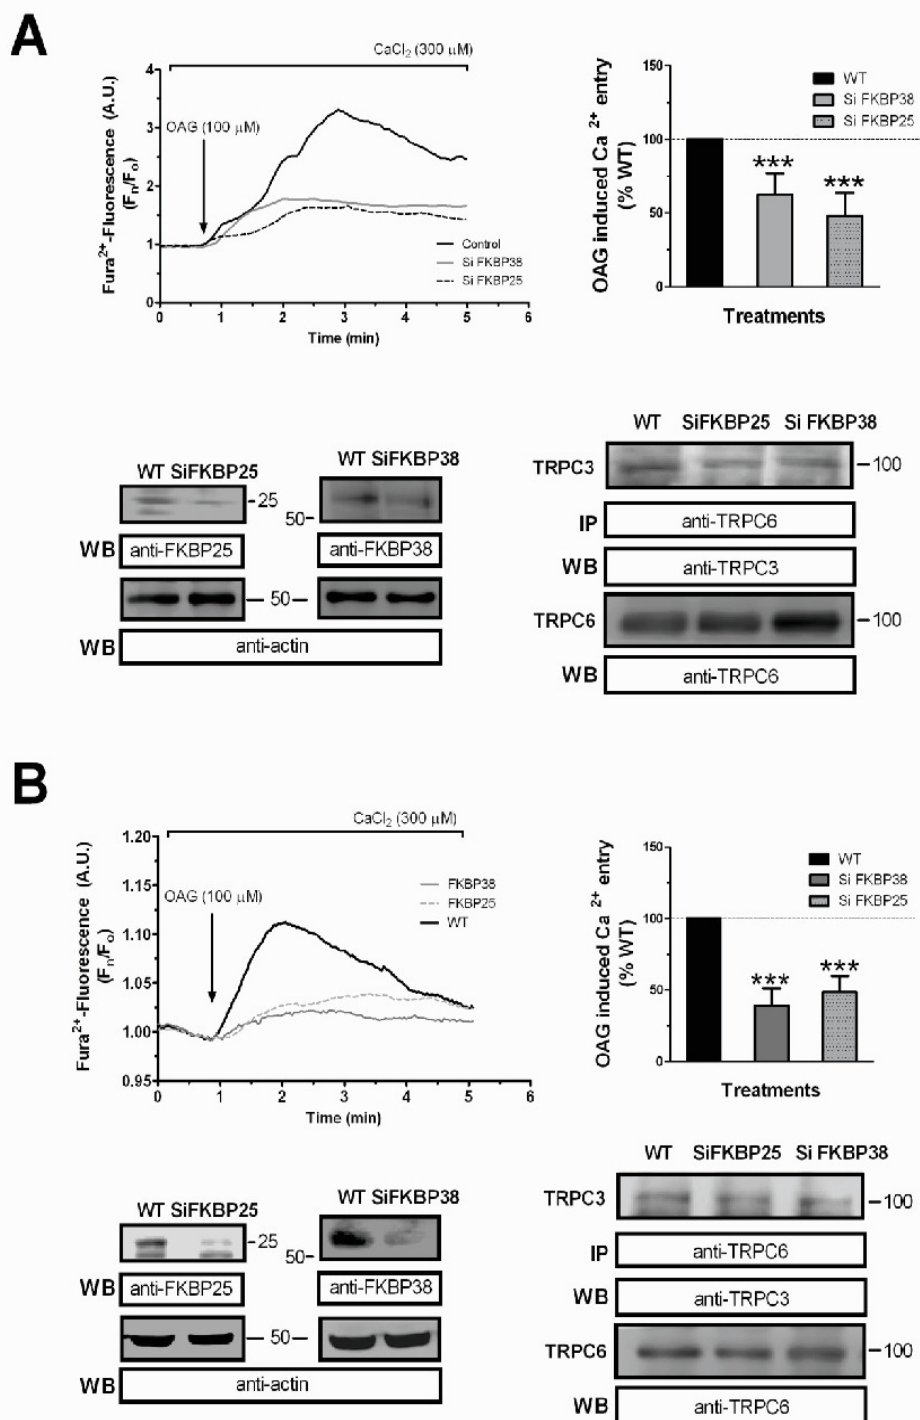 A
CaCl₂ (300 μM)
OAG (100 μM)
Fura²⁺-Fluorescence (A.U.)
(Fₙ/Fₒ)
4
3
2
1
0
0 1 2 3 4 5 6
Time (min)
Control
Si FKBP38
Si FKBP25
OAG induced Ca ²⁺ entry
(% WT)
150
100
50
0
WT
Si FKBP38
Si FKBP25
*** ***
Treatments
WT SiFKBP25
25
WT SiFKBP38
50
WB anti-FKBP25 anti-FKBP38
50
WB anti-actin
WT SiFKBP25 Si FKBP38
TRPC3 100
IP anti-TRPC6
WB anti-TRPC3
TRPC6 100
WB anti-TRPC6
B
CaCl₂ (300 μM)
OAG (100 μM)
Fura²⁺-Fluorescence (A.U.)
(Fₙ/Fₒ)
1.20
1.15
1.10
1.05
1.00
0.95
0 1 2 3 4 5 6
Time (min)
FKBP38
FKBP25
WT
OAG induced Ca ²⁺ entry
(% WT)
150
100
50
0
WT
Si FKBP38
Si FKBP25
*** ***
Treatments
WT SiFKBP25
25
WT SiFKBP38
50
WB anti-FKBP25 anti-FKBP38
50
WB anti-actin
WT SiFKBP25 Si FKBP38
TRPC3 100
IP anti-TRPC6
WB anti-TRPC3
TRPC6 100
WB anti-TRPC6